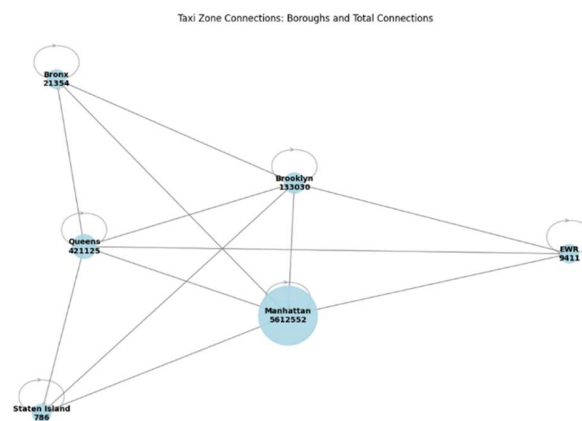 Taxi Zone Connections: Boroughs and Total Connections
Bronx
21354
Brooklyn
133030
Queens
421125
EWR
9411
Manhattan
5612552
Staten Island
786